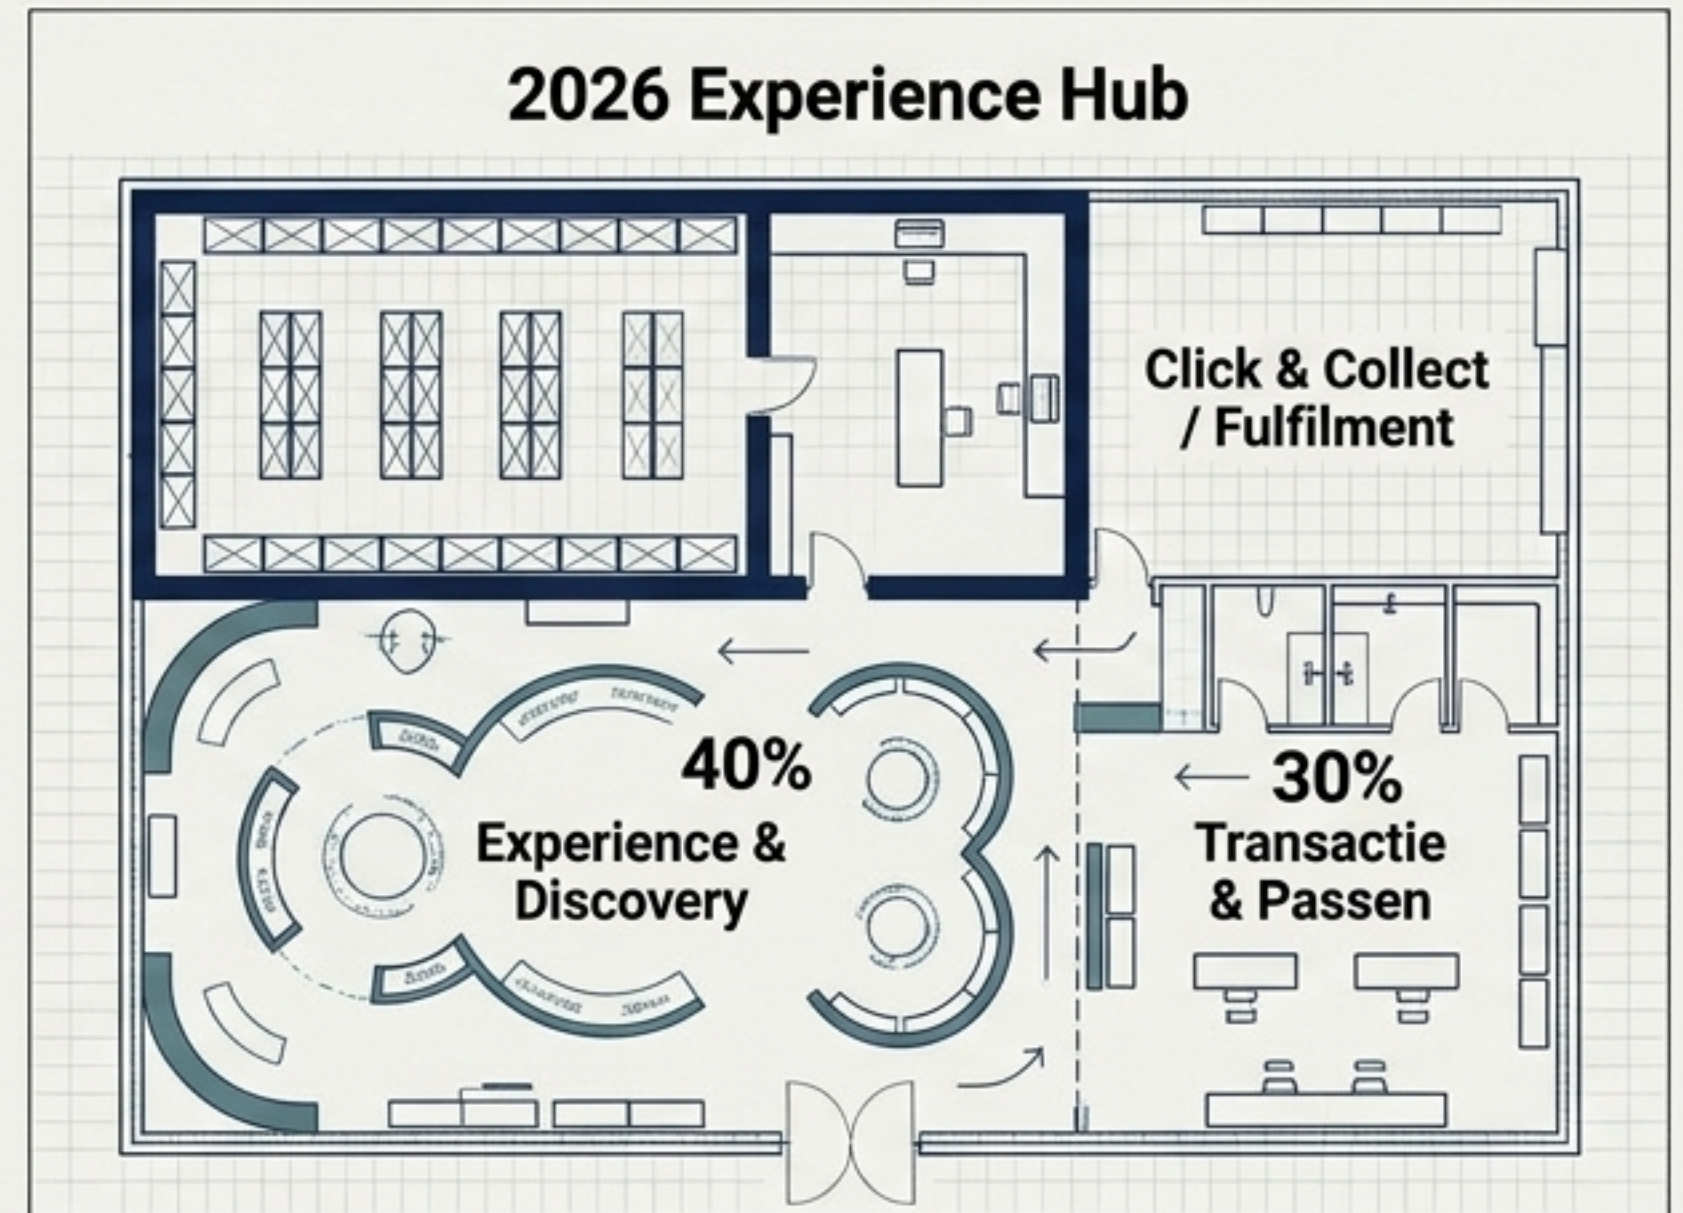 2026 Experience Hub
Click & Collect
/ Fulfilment
40%
Experience &
Discovery
30%
Transactie
& Passen